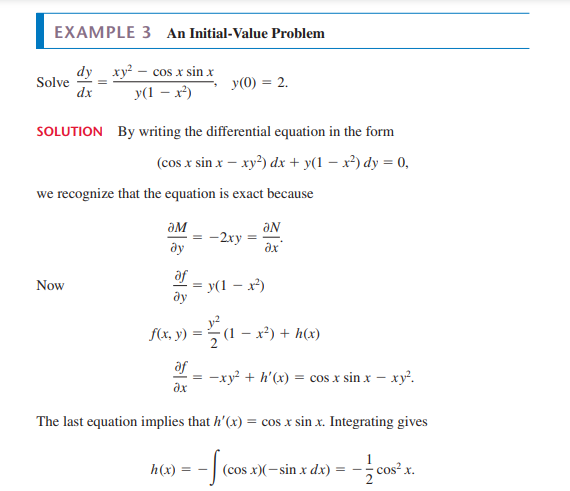 EXAMPLE 3 An Initial-Value Problem
Solve dy/dx = (xy² − cos x sin x)/(y(1 − x²)), y(0) = 2.
SOLUTION By writing the differential equation in the form
(cos x sin x − xy²) dx + y(1 − x²) dy = 0,
we recognize that the equation is exact because
∂M/∂y = −2xy = ∂N/∂x.
Now ∂f/∂y = y(1 − x²)
f(x, y) = y²/2 (1 − x²) + h(x)
∂f/∂x = −xy² + h′(x) = cos x sin x − xy².
The last equation implies that h′(x) = cos x sin x. Integrating gives
h(x) = −∫(cos x)(−sin x dx) = −1/2 cos² x.